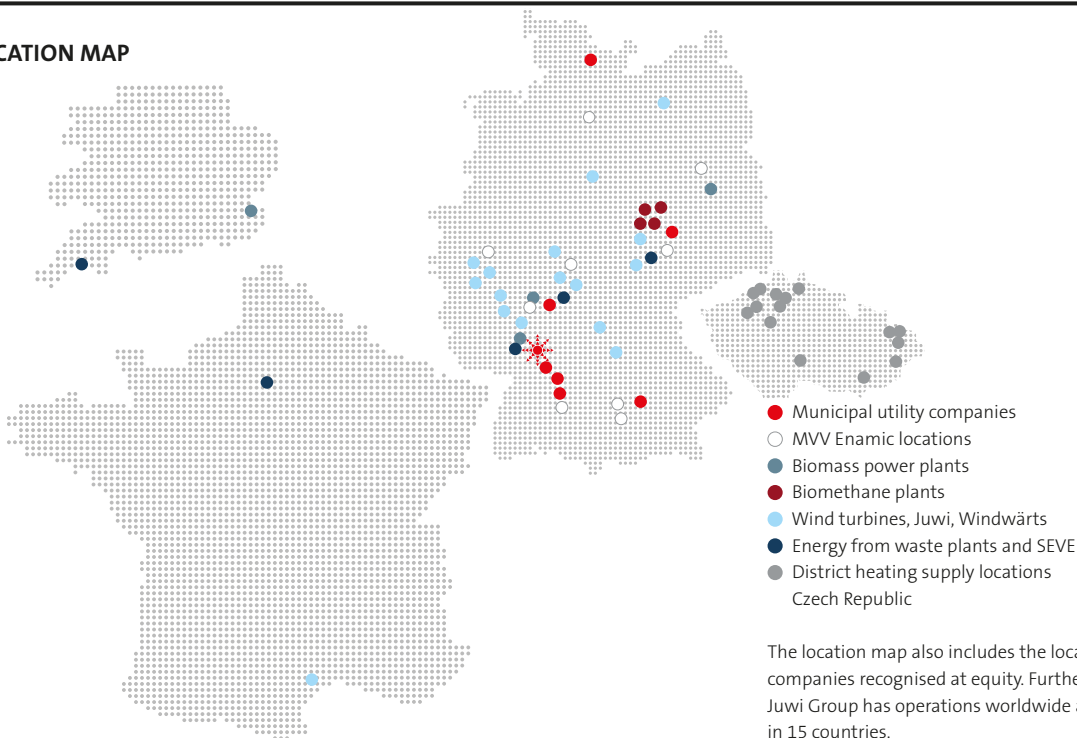 CATION MAP
Municipal utility companies
MVV Enamic locations
Biomass power plants
Biomethane plants
Wind turbines, Juwi, Windwärts
Energy from waste plants and SEVE
District heating supply locations
Czech Republic
The location map also includes the loca
companies recognised at equity. Furthe
Juwi Group has operations worldwide a
in 15 countries.